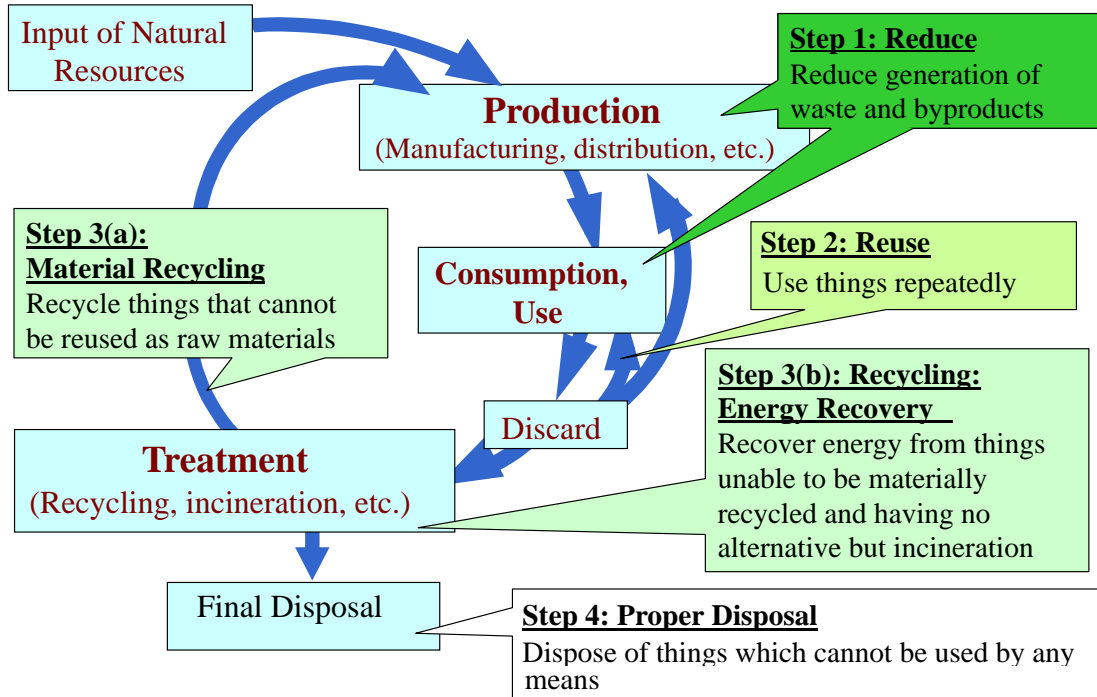 Input of Natural
Resources
Step 1: Reduce
Reduce generation of
waste and byproducts
Production
(Manufacturing, distribution, etc.)
Step 3(a):
Material Recycling
Recycle things that cannot
be reused as raw materials
Consumption,
Use
Step 2: Reuse
Use things repeatedly
Discard
Step 3(b): Recycling:
Energy Recovery
Recover energy from things
unable to be materially
recycled and having no
alternative but incineration
Treatment
(Recycling, incineration, etc.)
Final Disposal
Step 4: Proper Disposal
Dispose of things which cannot be used by any
means